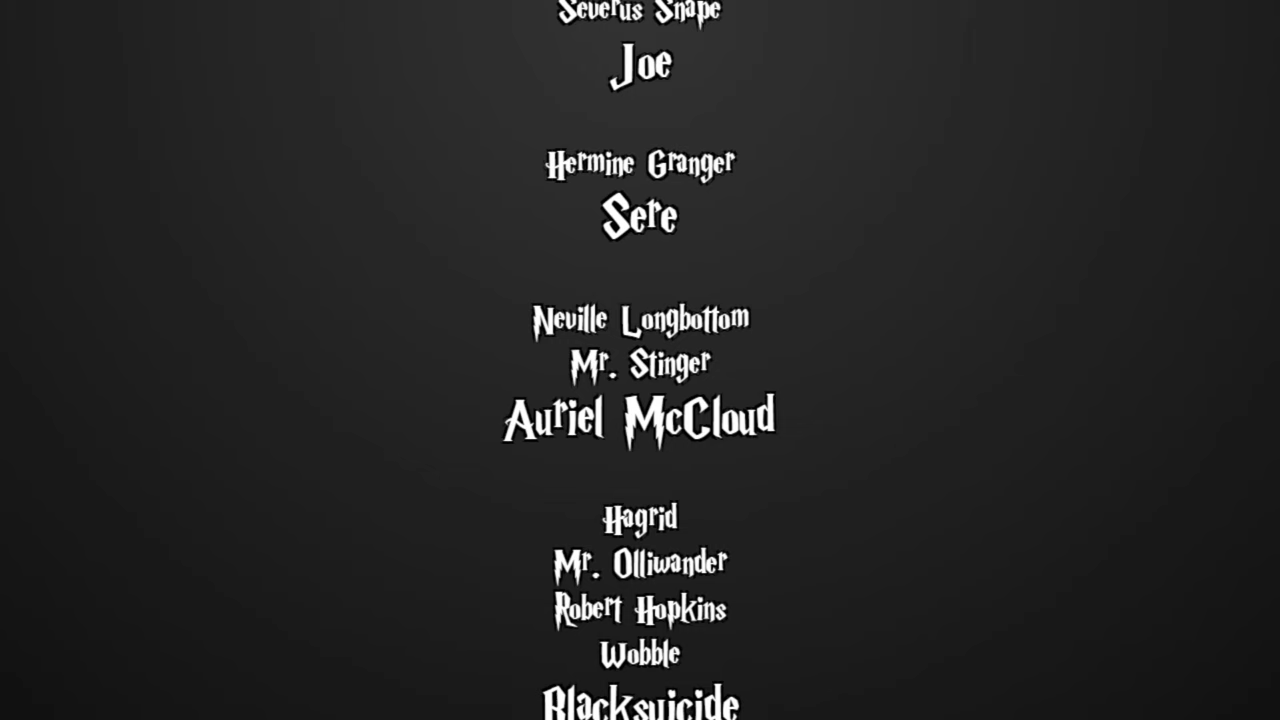 Severus Snape
Joe
Hermine Granger
Sere
Neville Longbottom
Mr. Stinger
Auriel McCloud
Hagrid
Mr. Olliwander
Robert Hopkins
Wobble
Blacksuicide